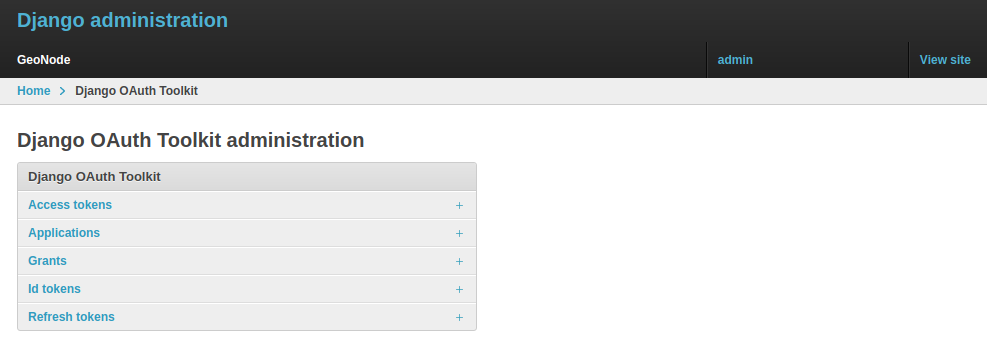 Django administration
GeoNode admin View site
Home > Django OAuth Toolkit
Django OAuth Toolkit administration
Django OAuth Toolkit
Access tokens +
Applications +
Grants +
Id tokens +
Refresh tokens +